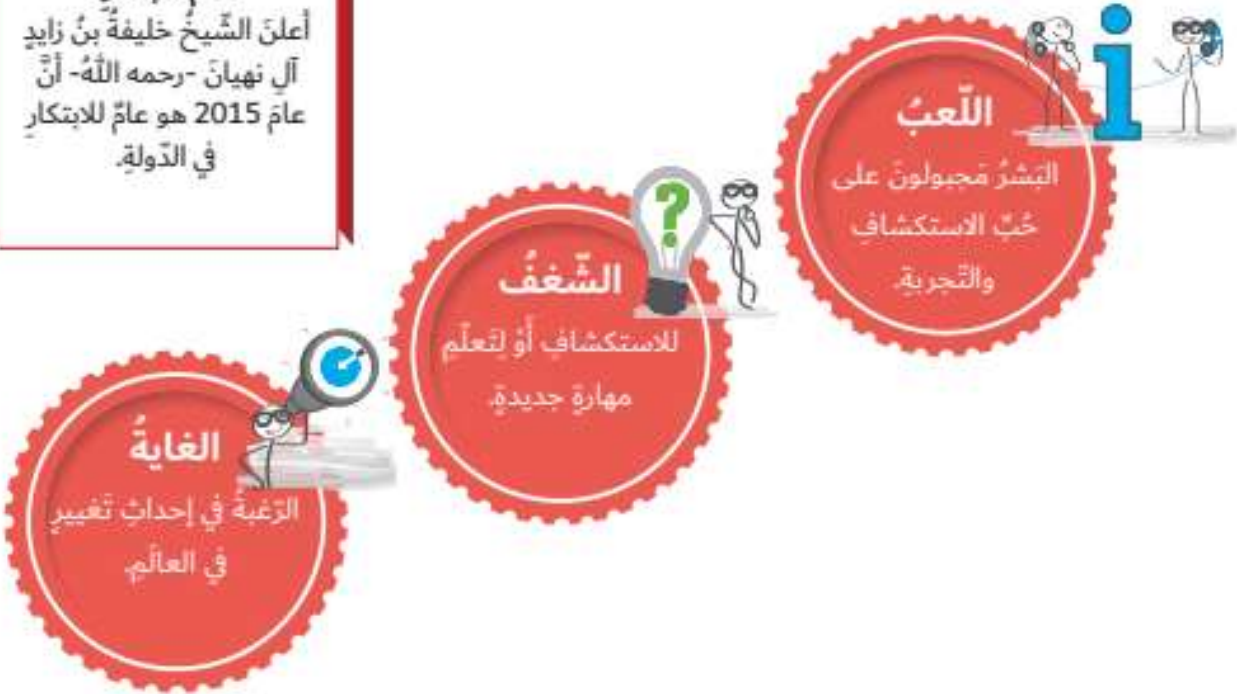 أعلنَ الشّيخُ خليفةُ بنُ زايدٍ
آلِ نهيانَ -رحمه اللّهُ- أنَّ
عامَ 2015 هو عامٌ للابتكارِ
في الدّولةِ.
اللّعبُ
البَشرُ مَجبولونَ على
حُبِّ الاستكشافِ
والتّجربةِ.
الشّغفُ
للاستكشافِ أوْ لِتَعلّمِ
مهارةٍ جديدةٍ.
الغايةُ
الرّغبةُ في إحداثِ تَغييرٍ
في العالَمِ.